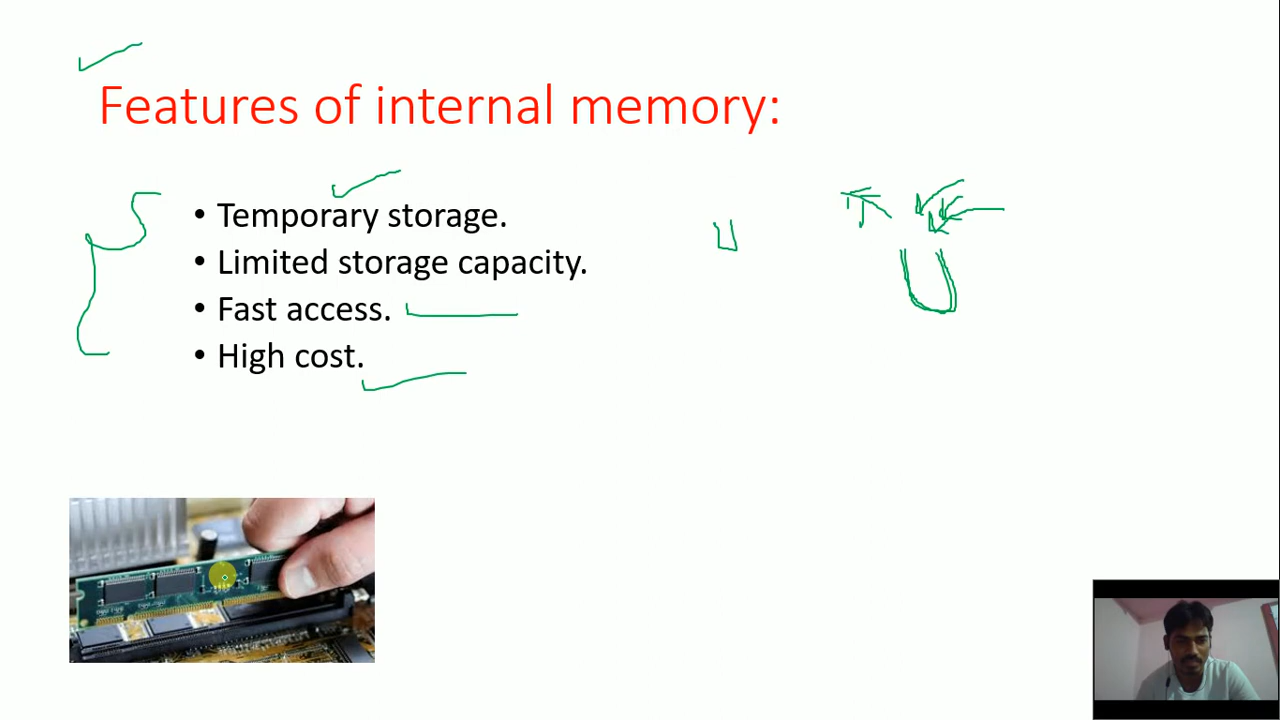 Features of internal memory:
• Temporary storage.
• Limited storage capacity.
• Fast access.
• High cost.